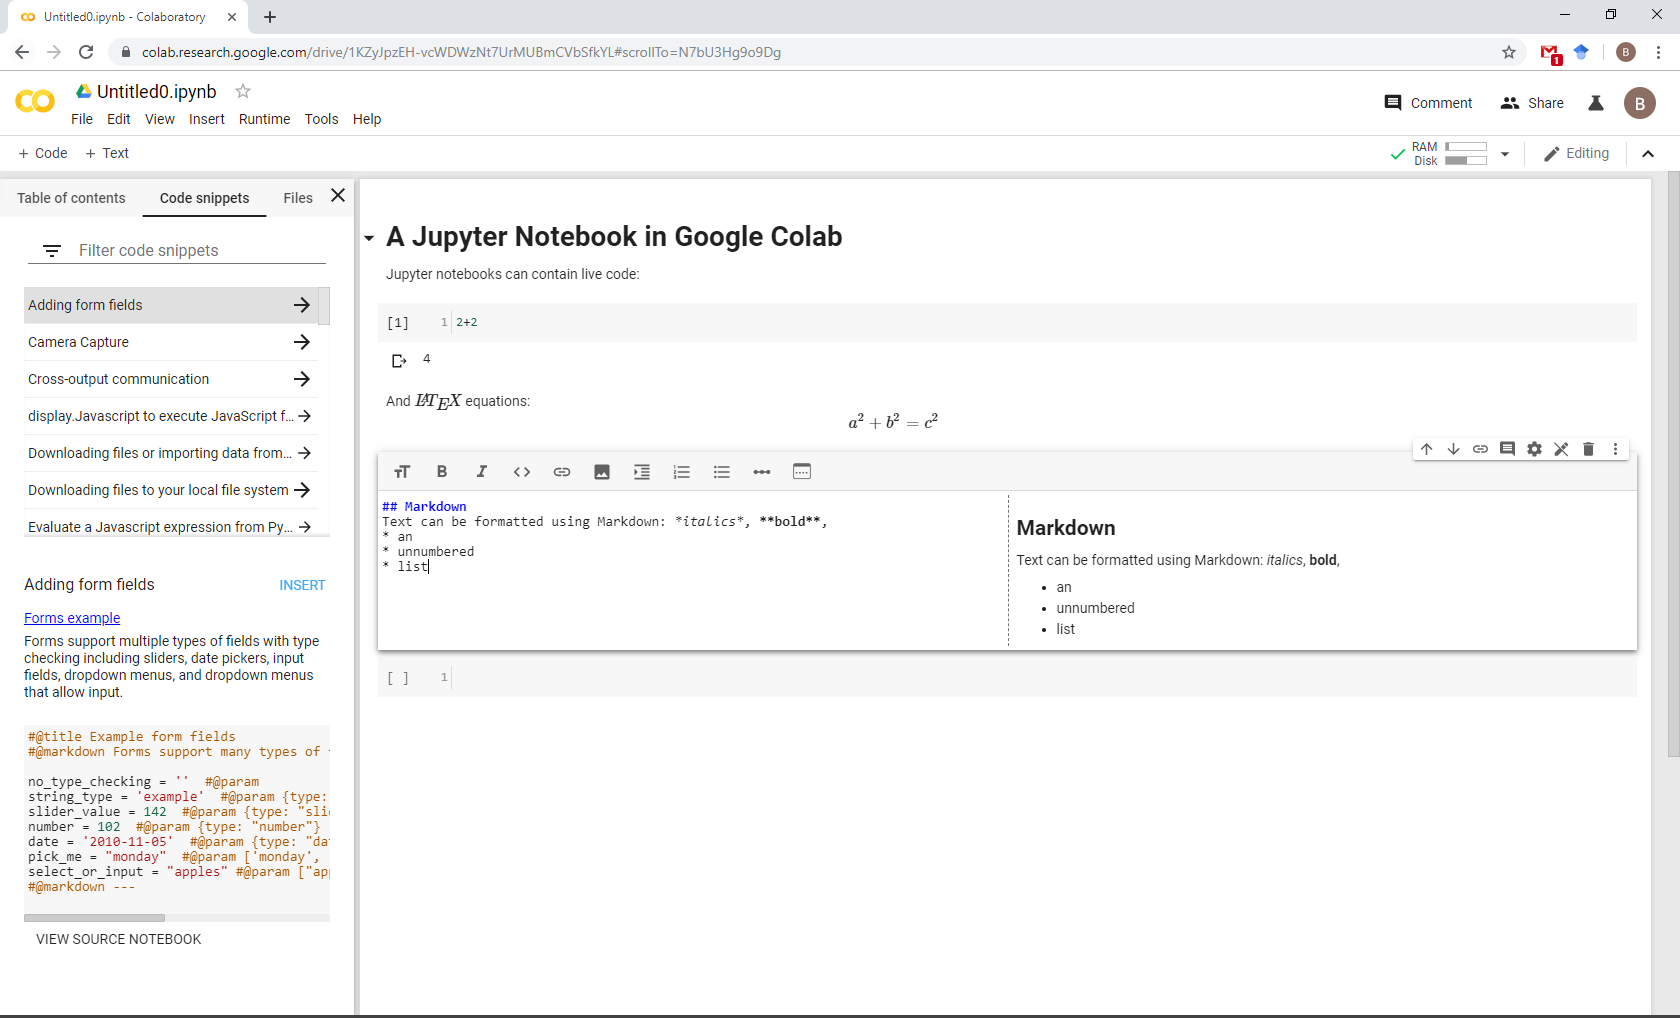 Untitled0.ipynb - Colaboratory
colab.research.google.com/drive/1KZyJpzEH-vcWDWzNt7UrMUBmCVbSfkYL#scrollTo=N7bU3Hg9o9Dg
1
B
Untitled0.ipynb
Comment
Share
B
File Edit View Insert Runtime Tools Help
+ Code + Text
RAM
Disk
Editing
Table of contents
Code snippets
Files
Filter code snippets
Adding form fields
Camera Capture
Cross-output communication
display.Javascript to execute JavaScript f...
Downloading files or importing data from...
Downloading files to your local file system
Evaluate a Javascript expression from Py...
Adding form fields
INSERT
Forms example
Forms support multiple types of fields with type
checking including sliders, date pickers, input
fields, dropdown menus, and dropdown menus
that allow input.
#@title Example form fields
#@markdown Forms support many types of
no_type_checking = ''  #@param
string_type = 'example'  #@param {type:
slider_value = 142  #@param {type: "sli
number = 102  #@param {type: "number"}
date = '2010-11-05'  #@param {type: "da
pick_me = "monday"  #@param ['monday',
select_or_input = "apples" #@param ["ap
#@markdown ---
VIEW SOURCE NOTEBOOK
A Jupyter Notebook in Google Colab
Jupyter notebooks can contain live code:
[1] 1 2+2
4
And LATEX equations:
a² + b² = c²
B I <>
## Markdown
Text can be formatted using Markdown: *italics*, **bold**,
* an
* unnumbered
* list
Markdown
Text can be formatted using Markdown: italics, bold,
• an
• unnumbered
• list
[ ] 1